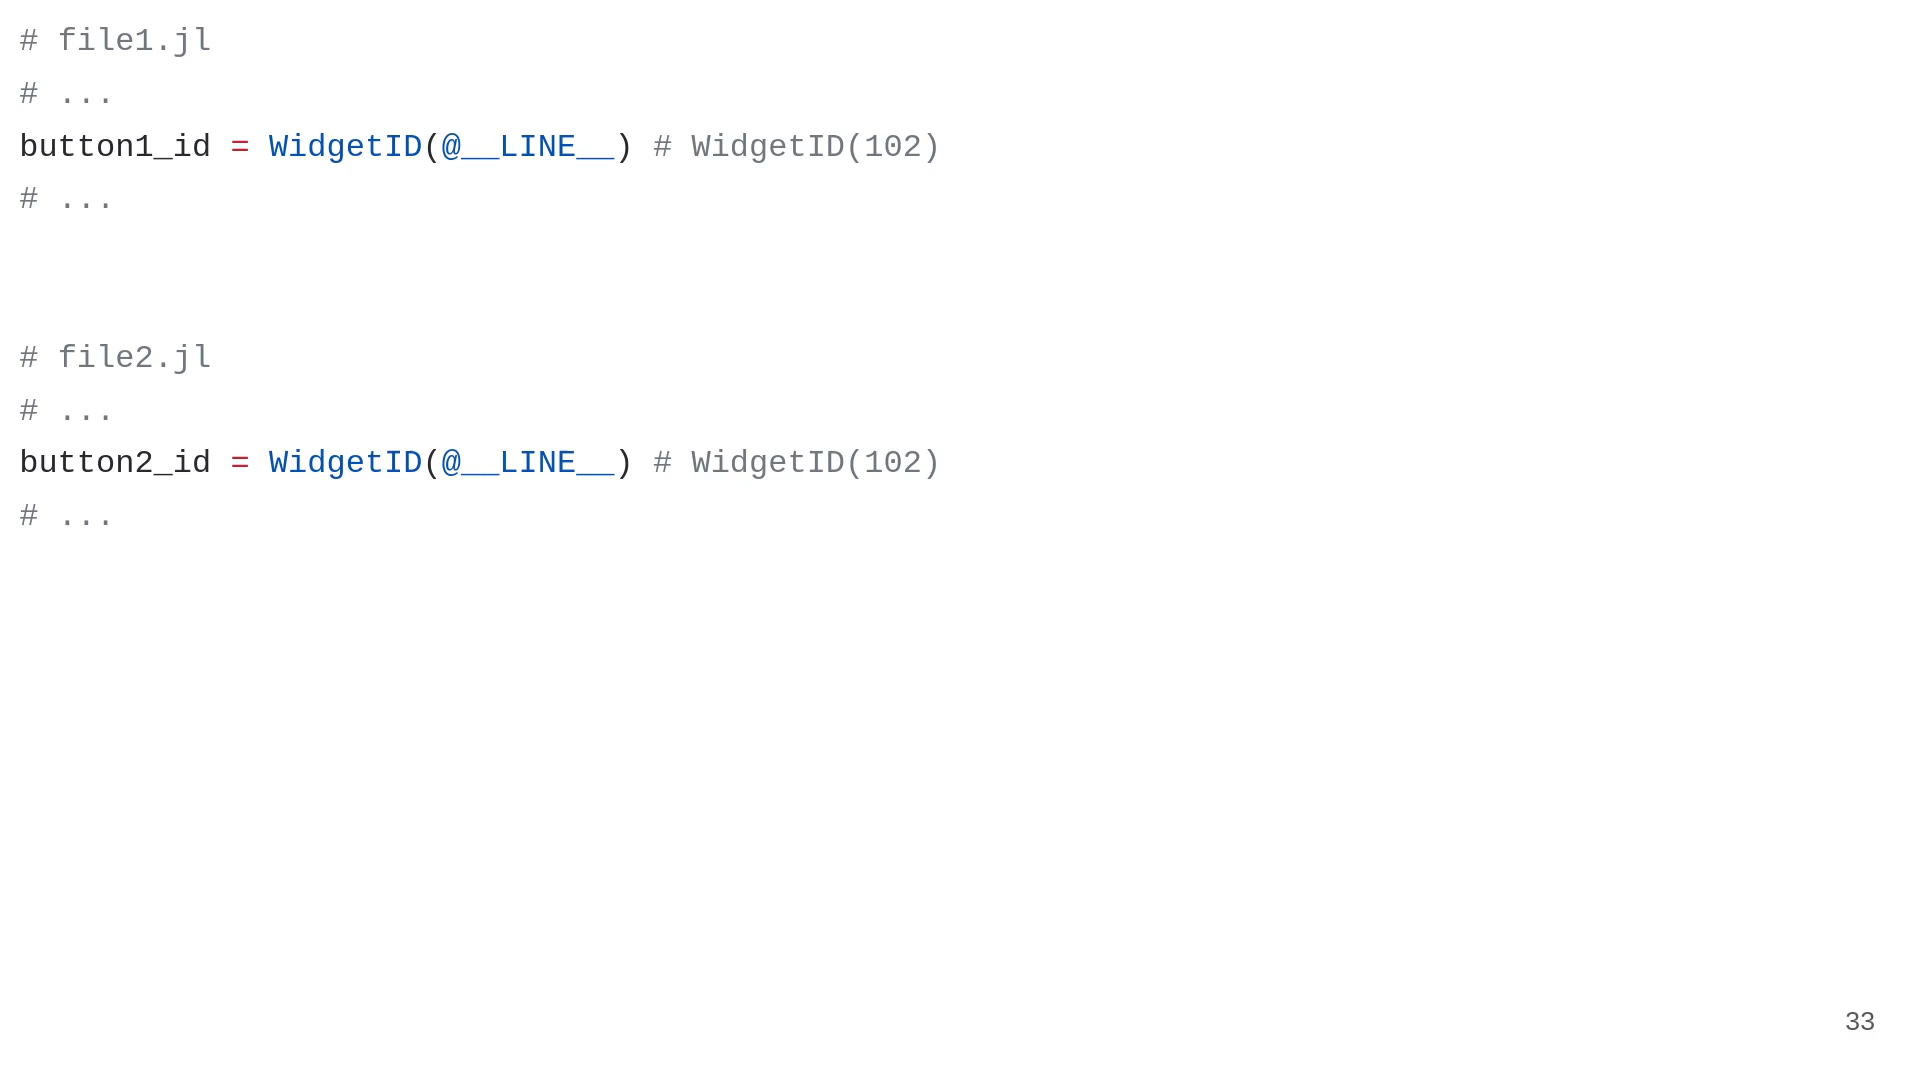 # file1.jl
# ...
button1_id = WidgetID(@__LINE__) # WidgetID(102)
# ...
# file2.jl
# ...
button2_id = WidgetID(@__LINE__) # WidgetID(102)
# ...
33